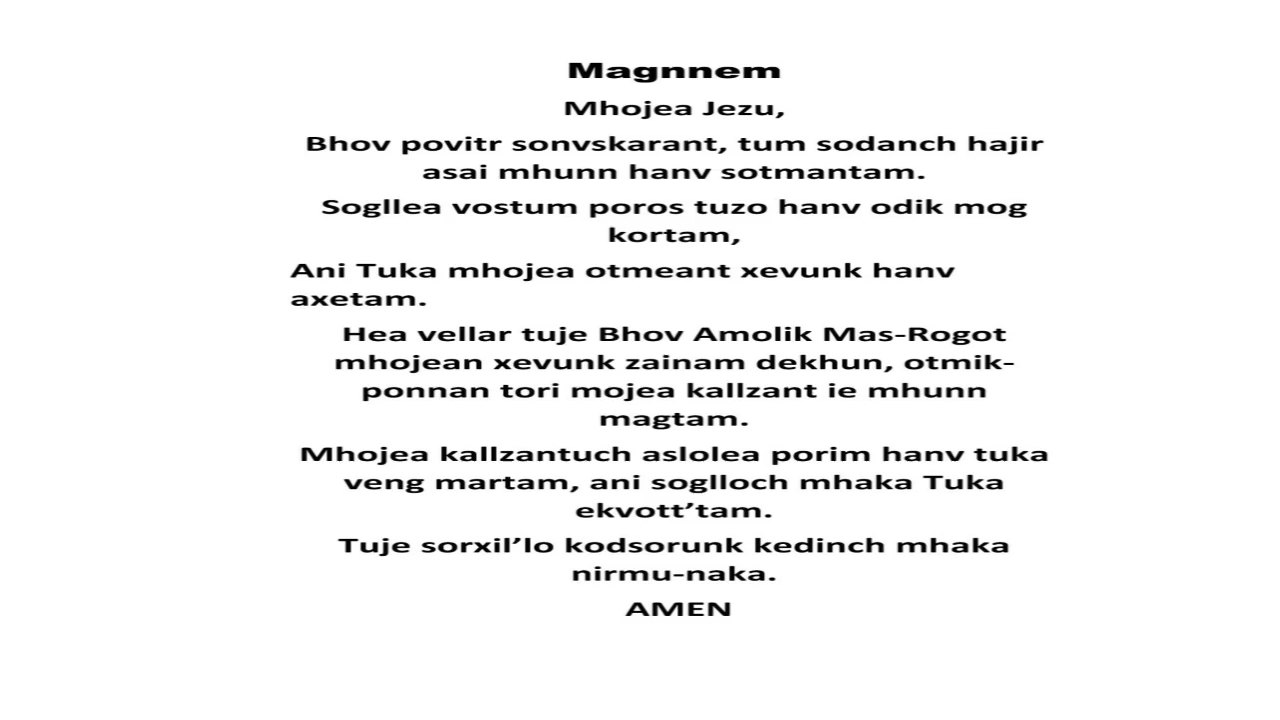 Magnnem
Mhojea Jezu,
Bhov povitr sonvskarant, tum sodanch hajir
asai mhunn hanv sotmantam.
Sogllea vostum poros tuzo hanv odik mog
kortam,
Ani Tuka mhojea otmeant xevunk hanv
axetam.
Hea vellar tuje Bhov Amolik Mas-Rogot
mhojean xevunk zainam dekhun, otmik-
ponnan tori mojea kallzant ie mhunn
magtam.
Mhojea kallzantuch aslolea porim hanv tuka
veng martam, ani soglloch mhaka Tuka
ekvott’tam.
Tuje sorxil’lo kodsorunk kedinch mhaka
nirmu-naka.
AMEN